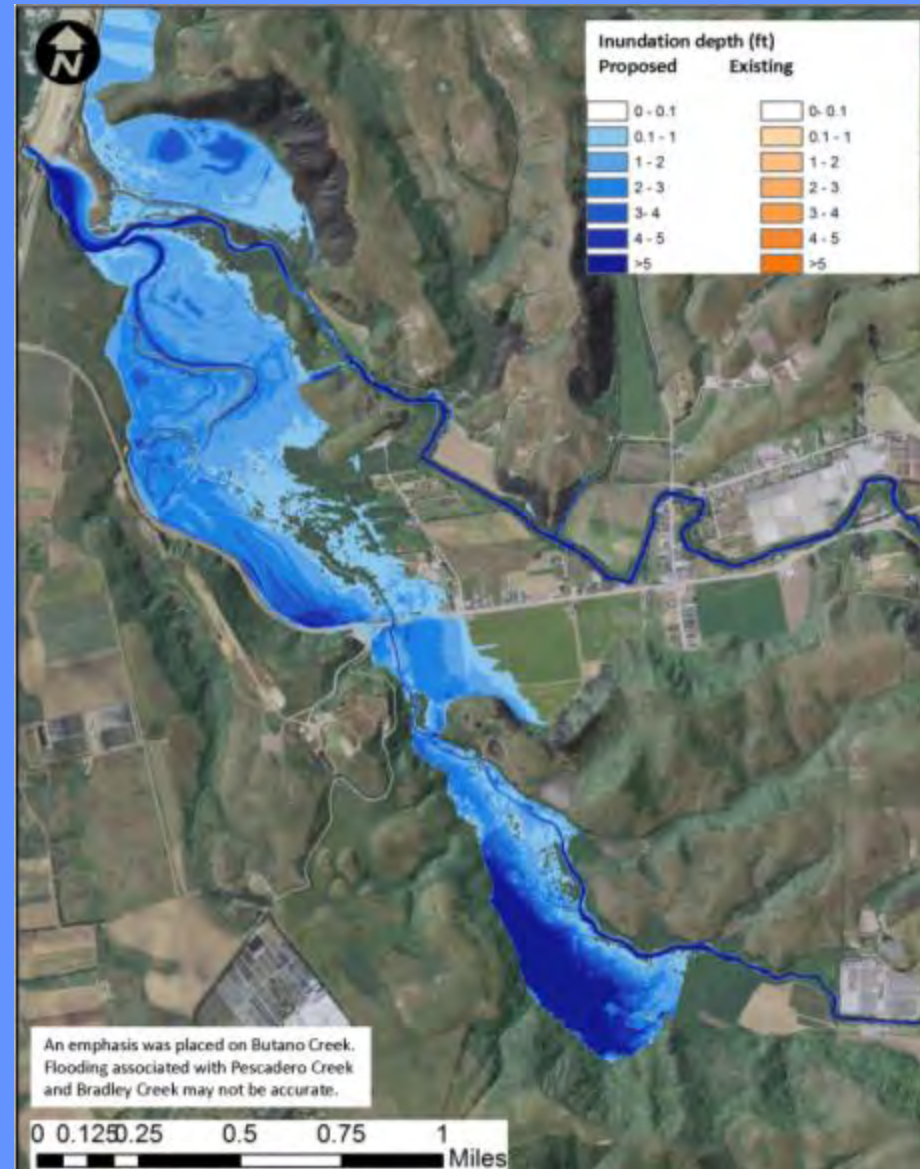 N
Inundation depth (ft)
Proposed Existing
0 - 0.1 0- 0.1
0.1 - 1 0.1 - 1
1 - 2 1 - 2
2 - 3 2 - 3
3- 4 3 - 4
4 - 5 4 - 5
>5 >5
An emphasis was placed on Butano Creek.
Flooding associated with Pescadero Creek
and Bradley Creek may not be accurate.
0 0.125 0.25 0.5 0.75 1
Miles